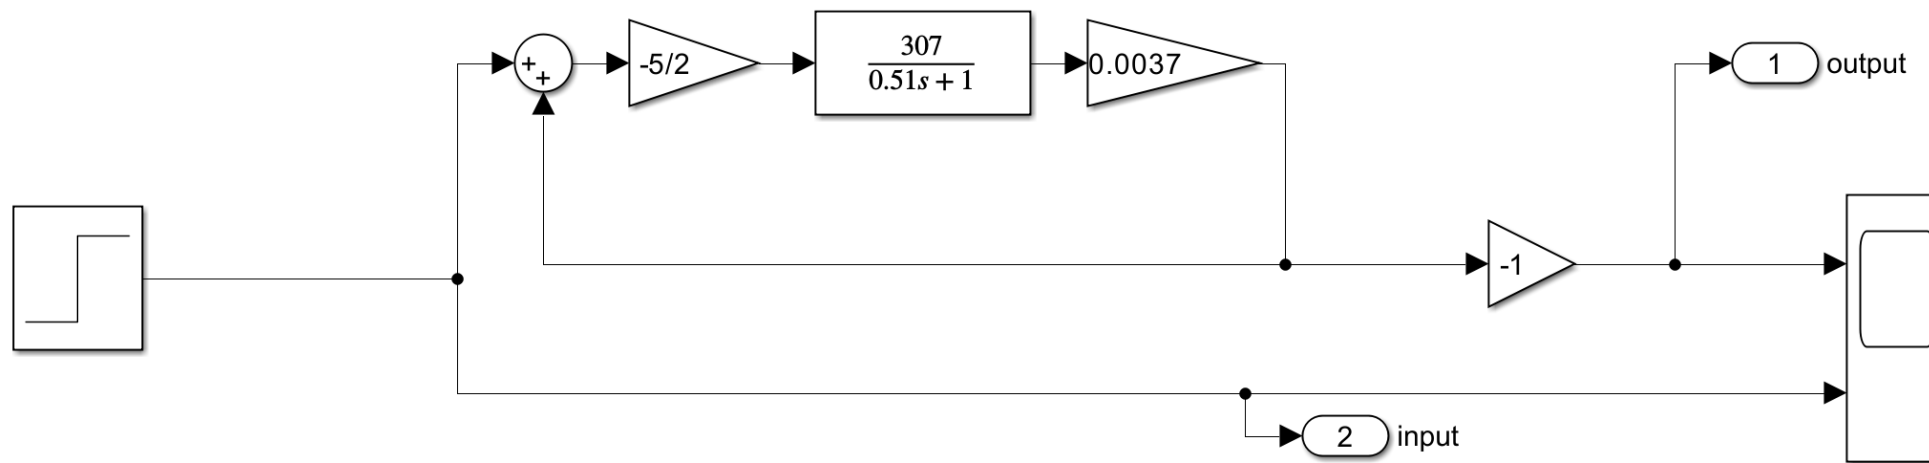 +
+
-5/2
307
0.51s + 1
0.0037
1
output
-1
2
input